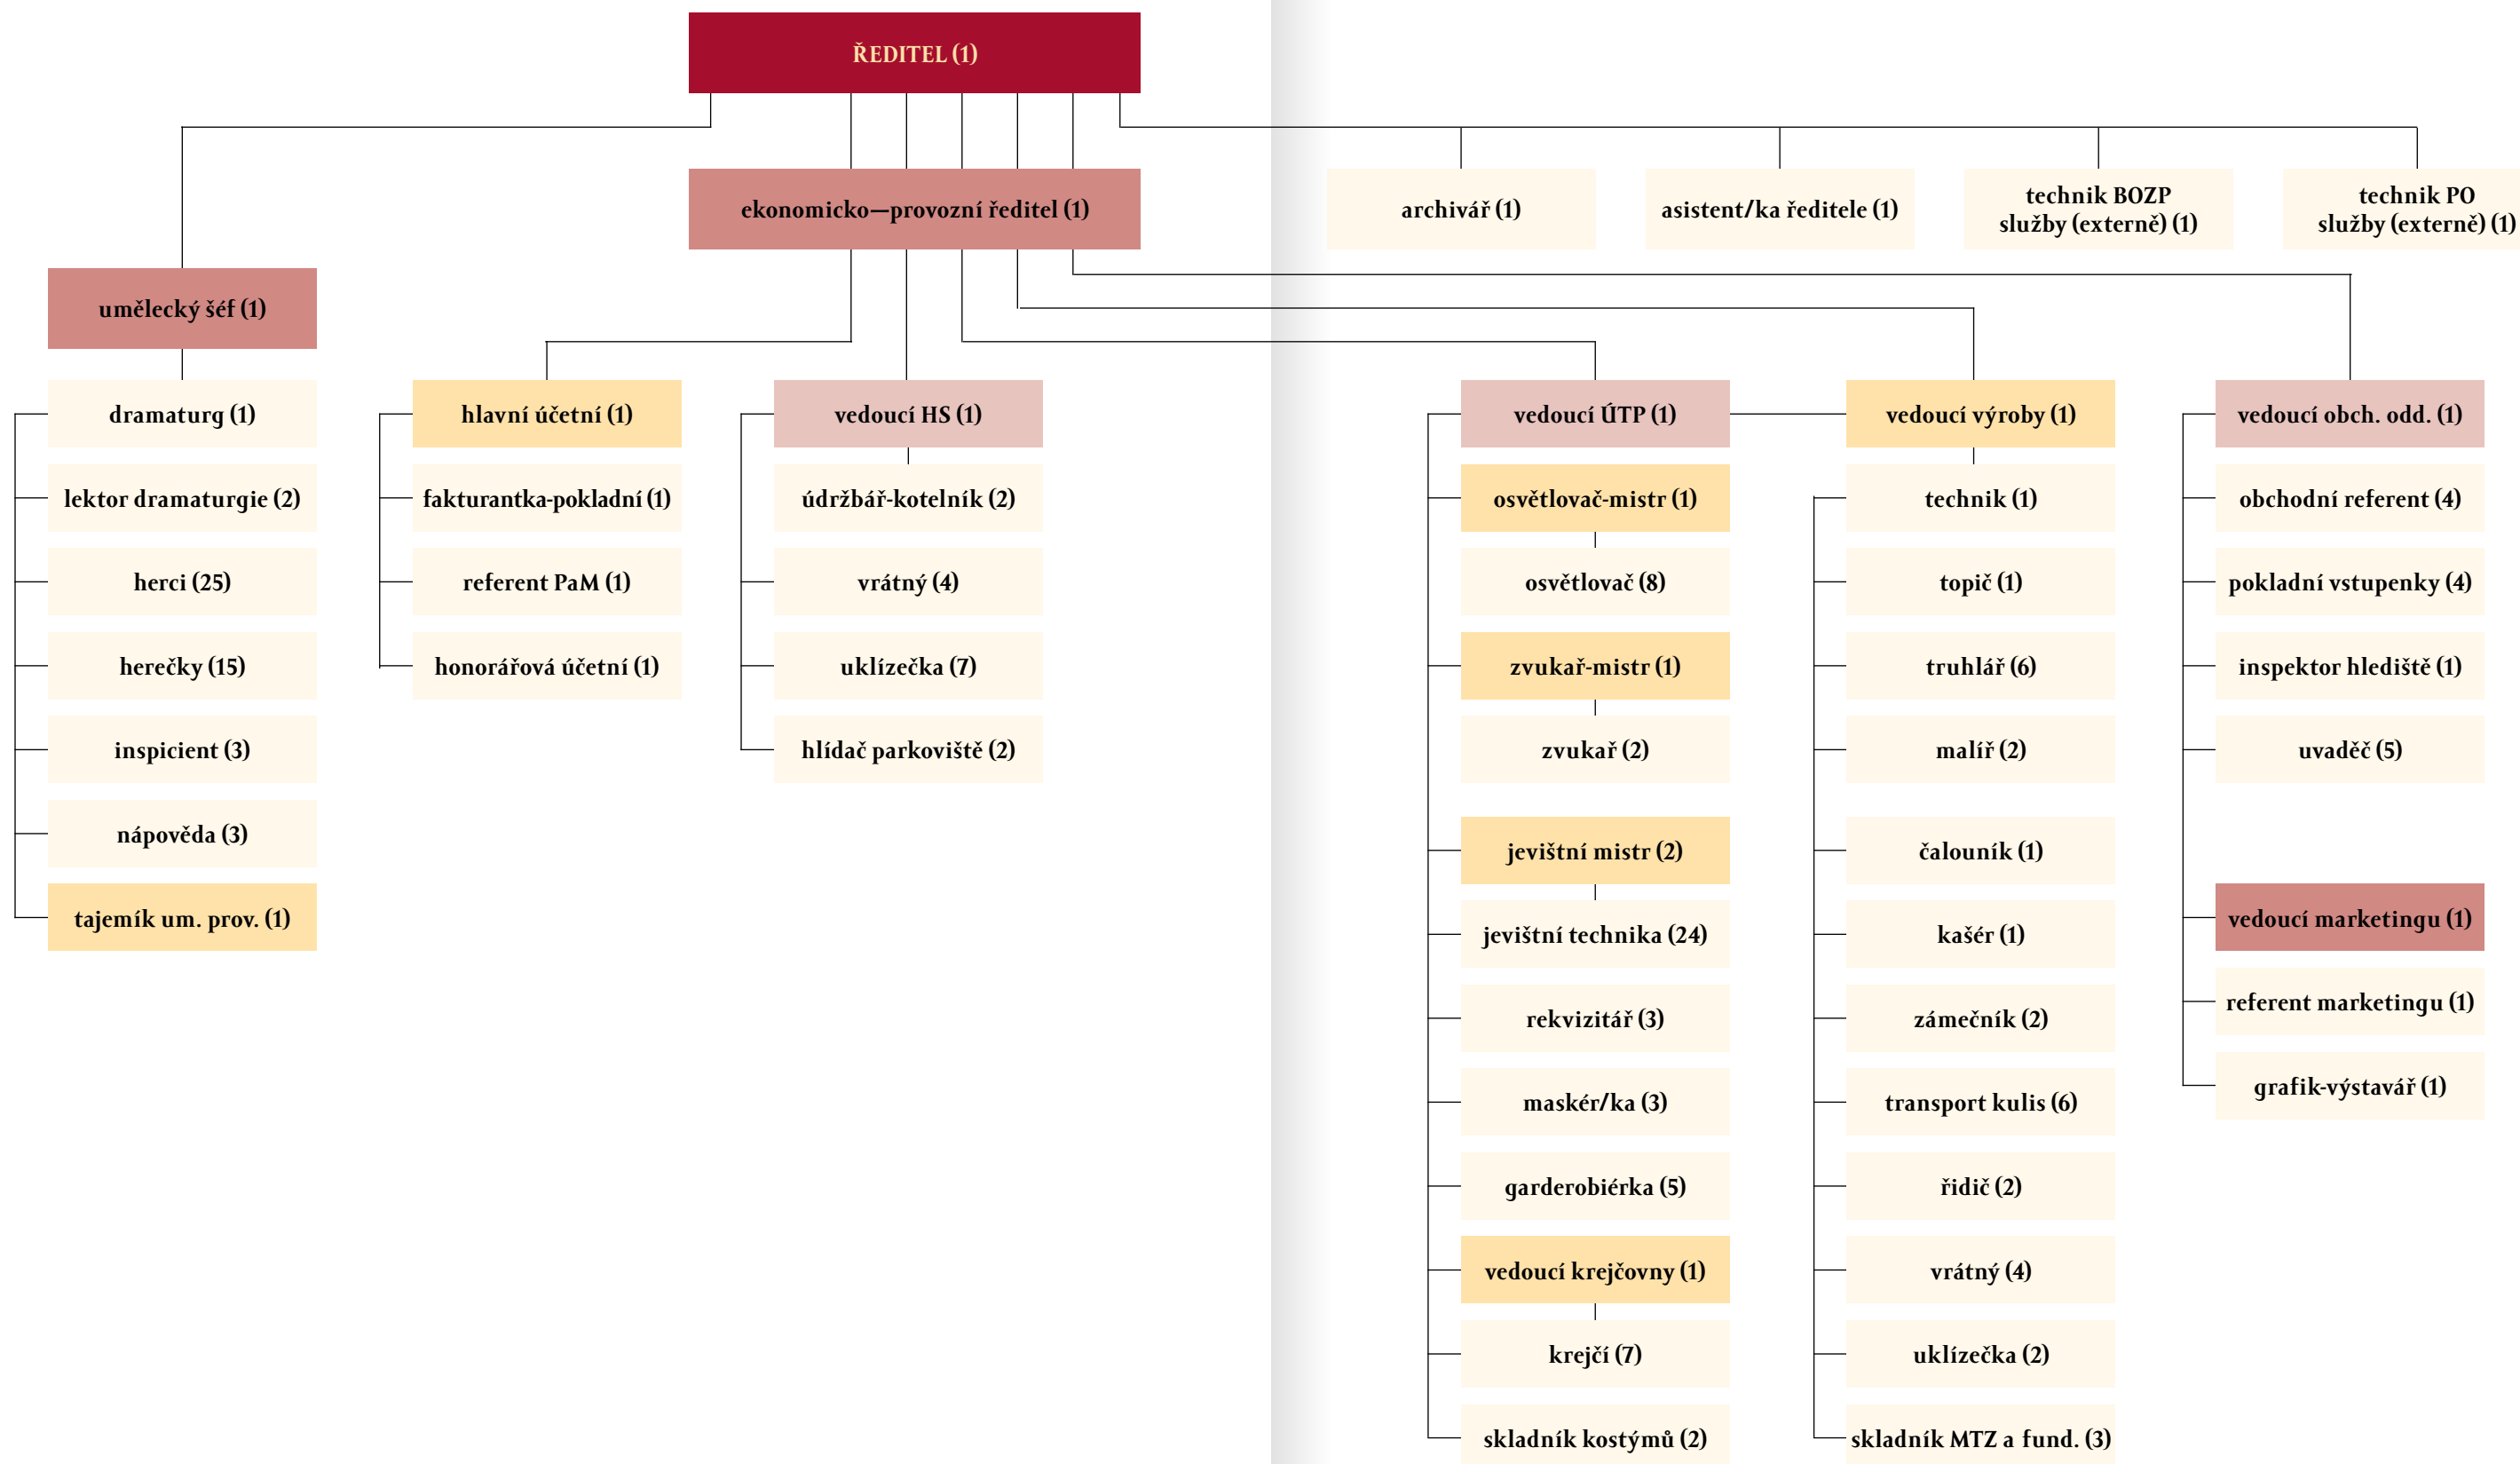 ŘEDITEL (1)
ekonomicko—provozní ředitel (1)
archivář (1)
asistent/ka ředitele (1)
technik BOZP
služby (externě) (1)
technik PO
služby (externě) (1)
umělecký šéf (1)
dramaturg (1)
lektor dramaturgie (2)
herci (25)
herečky (15)
inspicient (3)
nápověda (3)
tajemík um. prov. (1)
hlavní účetní (1)
fakturantka-pokladní (1)
referent PaM (1)
honorářová účetní (1)
vedoucí HS (1)
údržbář-kotelník (2)
vrátný (4)
uklízečka (7)
hlídač parkoviště (2)
vedoucí ÚTP (1)
osvětlovač-mistr (1)
osvětlovač (8)
zvukař-mistr (1)
zvukař (2)
jevištní mistr (2)
jevištní technika (24)
rekvizitář (3)
maskér/ka (3)
garderobiérka (5)
vedoucí krejčovny (1)
krejčí (7)
skladník kostýmů (2)
vedoucí výroby (1)
technik (1)
topič (1)
truhlář (6)
malíř (2)
čalouník (1)
kašér (1)
zámečník (2)
transport kulis (6)
řidič (2)
vrátný (4)
uklízečka (2)
skladník MTZ a fund. (3)
vedoucí obch. odd. (1)
obchodní referent (4)
pokladní vstupenky (4)
inspektor hlediště (1)
uvaděč (5)
vedoucí marketingu (1)
referent marketingu (1)
grafik-výstavář (1)